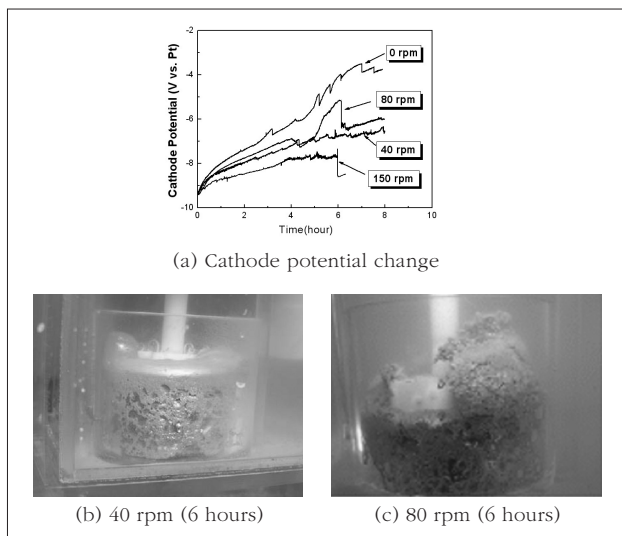 -2
-4
-6
-8
-10
Cathode Potential (V vs. Pt)
0 rpm
80 rpm
40 rpm
150 rpm
0 2 4 6 8 10
Time(hour)
(a) Cathode potential change
(b) 40 rpm (6 hours)
(c) 80 rpm (6 hours)